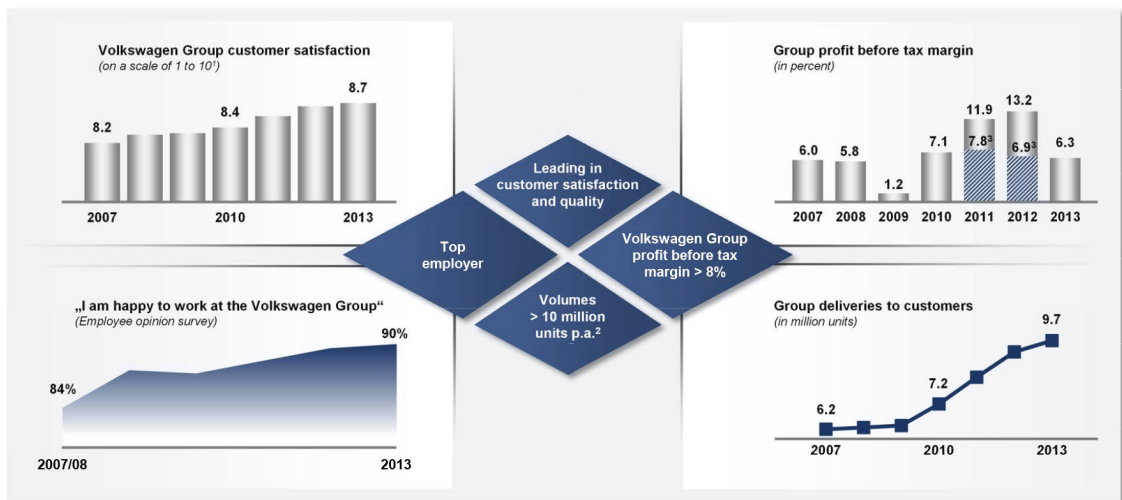 Volkswagen Group customer satisfaction
(on a scale of 1 to 10¹)
8.2
8.4
8.7
2007
2010
2013
Group profit before tax margin
(in percent)
6.0
5.8
1.2
7.1
11.9
7.8³
13.2
6.9³
6.3
2007 2008 2009 2010 2011 2012 2013
Leading in
customer satisfaction
and quality
Top
employer
Volkswagen Group
profit before tax
margin > 8%
Volumes
> 10 million
units p.a.²
„I am happy to work at the Volkswagen Group“
(Employee opinion survey)
84%
90%
2007/08
2013
Group deliveries to customers
(in million units)
6.2
7.2
9.7
2007
2010
2013